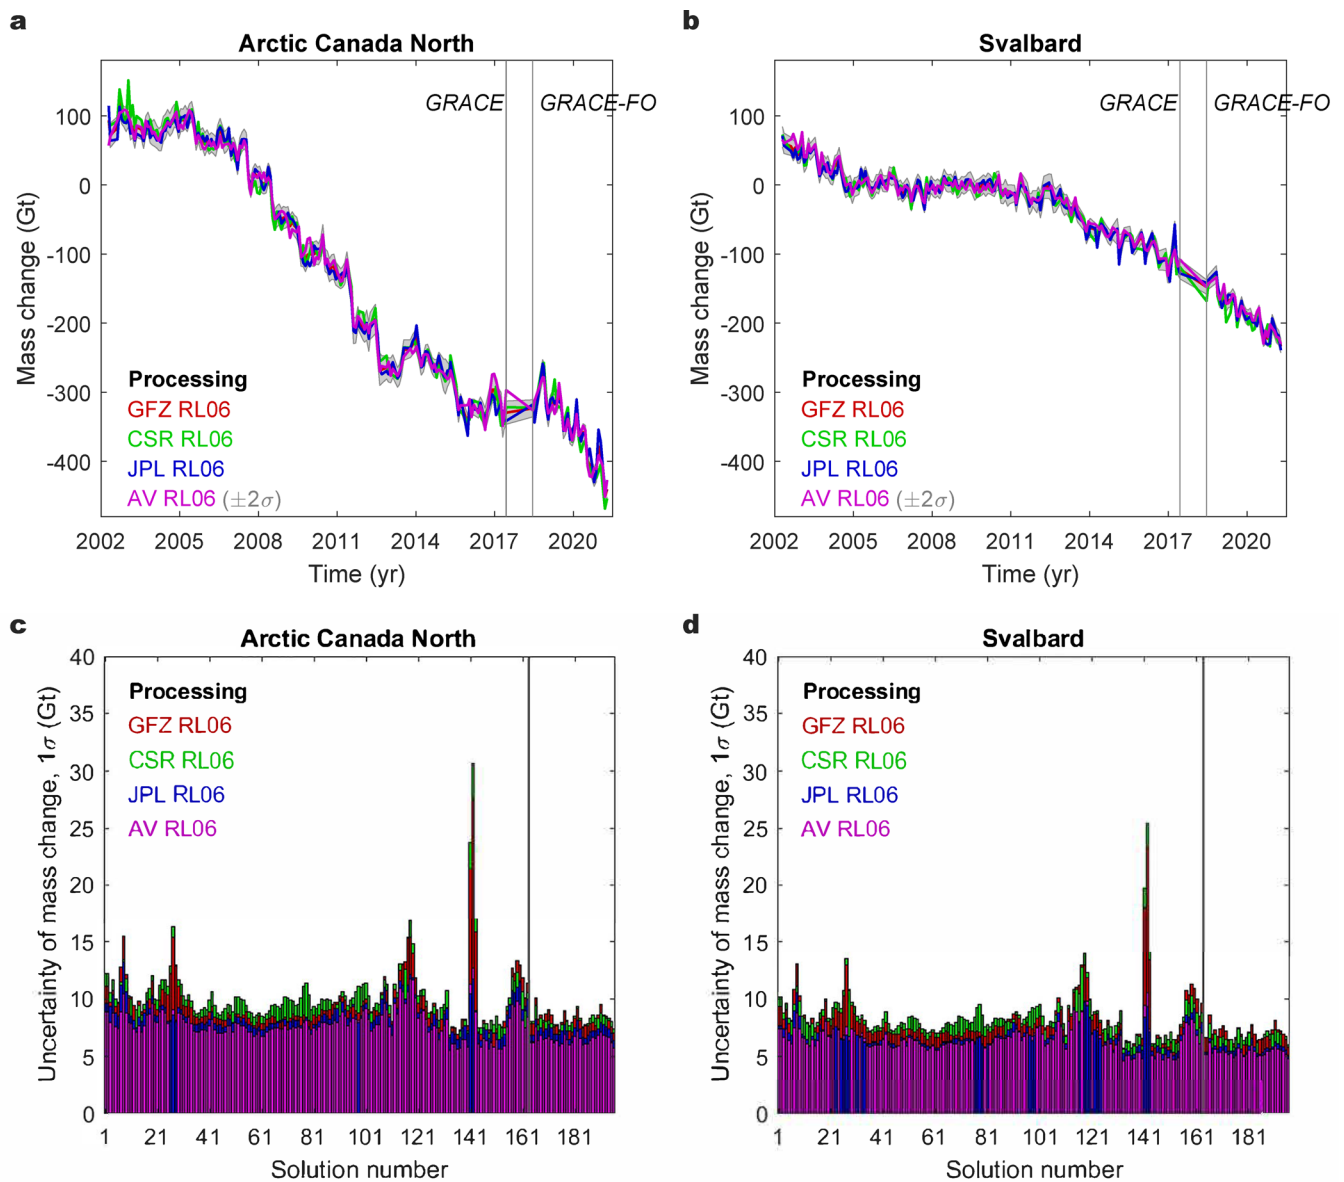 a
Arctic Canada North
GRACE
GRACE-FO
100
0
-100
-200
-300
-400
Mass change (Gt)
Processing
GFZ RL06
CSR RL06
JPL RL06
AV RL06 (±2σ)
2002 2005 2008 2011 2014 2017 2020
Time (yr)
b
Svalbard
GRACE
GRACE-FO
100
0
-100
-200
-300
-400
Mass change (Gt)
Processing
GFZ RL06
CSR RL06
JPL RL06
AV RL06 (±2σ)
2002 2005 2008 2011 2014 2017 2020
Time (yr)
c
Arctic Canada North
40
35
30
25
20
15
10
5
0
Uncertainty of mass change, 1σ (Gt)
Processing
GFZ RL06
CSR RL06
JPL RL06
AV RL06
1 21 41 61 81 101 121 141 161 181
Solution number
d
Svalbard
40
35
30
25
20
15
10
5
0
Uncertainty of mass change, 1σ (Gt)
Processing
GFZ RL06
CSR RL06
JPL RL06
AV RL06
1 21 41 61 81 101 121 141 161 181
Solution number